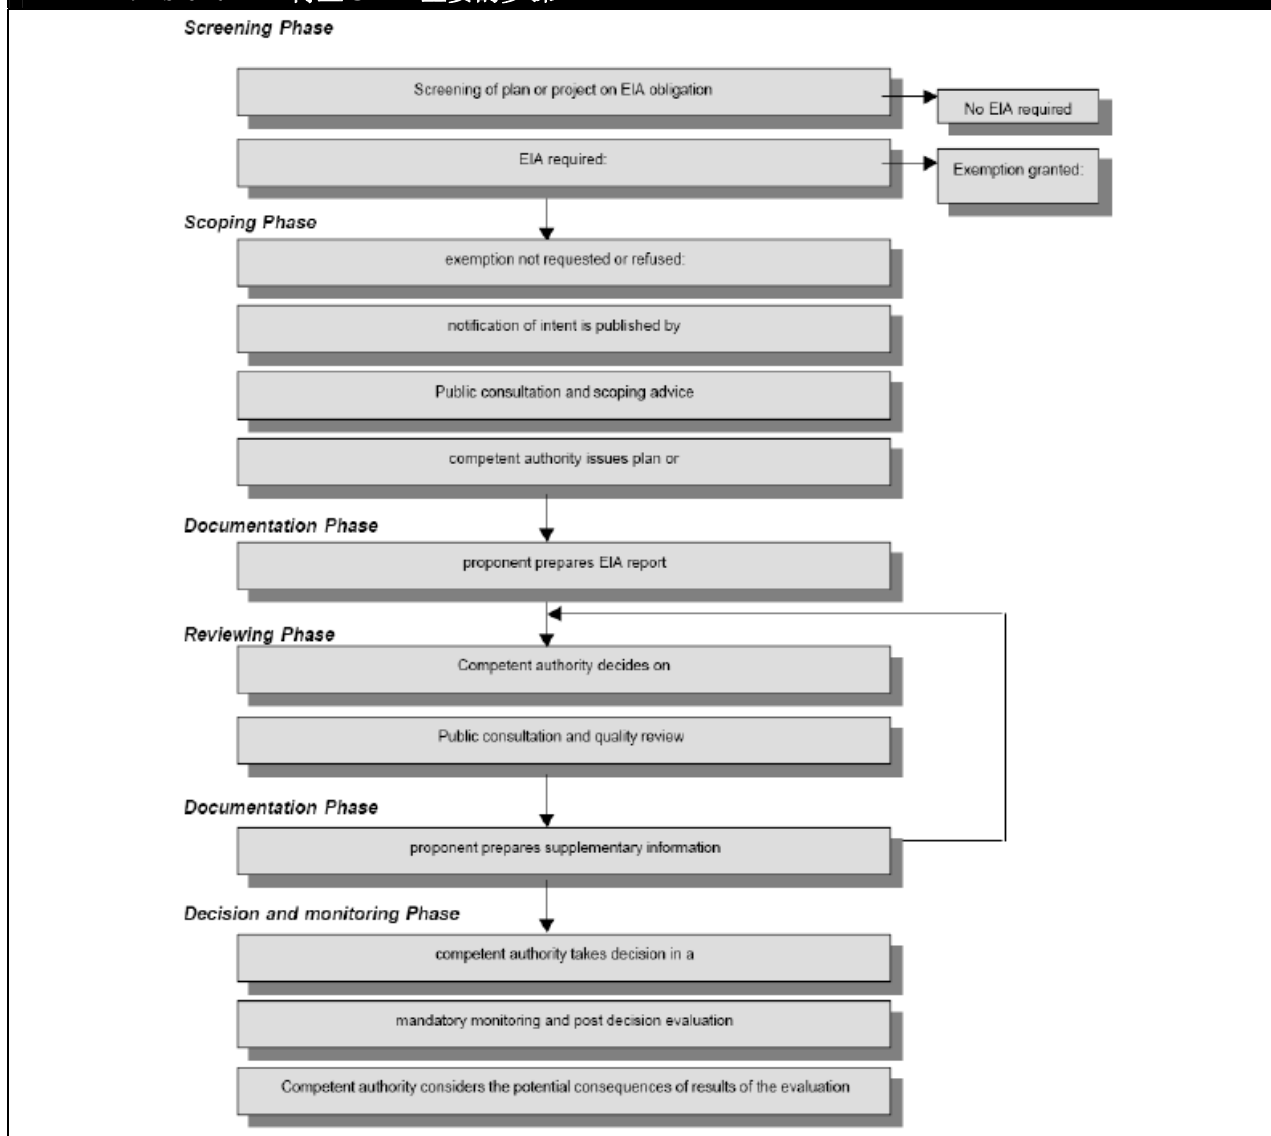 Screening Phase
Screening of plan or project on EIA obligation
No EIA required
EIA required:
Exemption granted:
Scoping Phase
exemption not requested or refused:
notification of intent is published by
Public consultation and scoping advice
competent authority issues plan or
Documentation Phase
proponent prepares EIA report
Reviewing Phase
Competent authority decides on
Public consultation and quality review
Documentation Phase
proponent prepares supplementary information
Decision and monitoring Phase
competent authority takes decision in a
mandatory monitoring and post decision evaluation
Competent authority considers the potential consequences of results of the evaluation